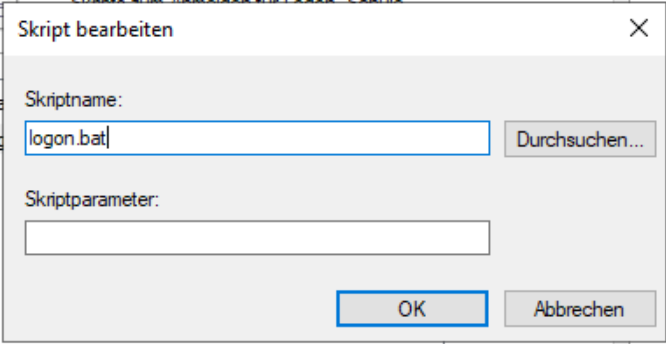 Skript bearbeiten
Skriptname:
logon.bat
Durchsuchen...
Skriptparameter:
OK
Abbrechen